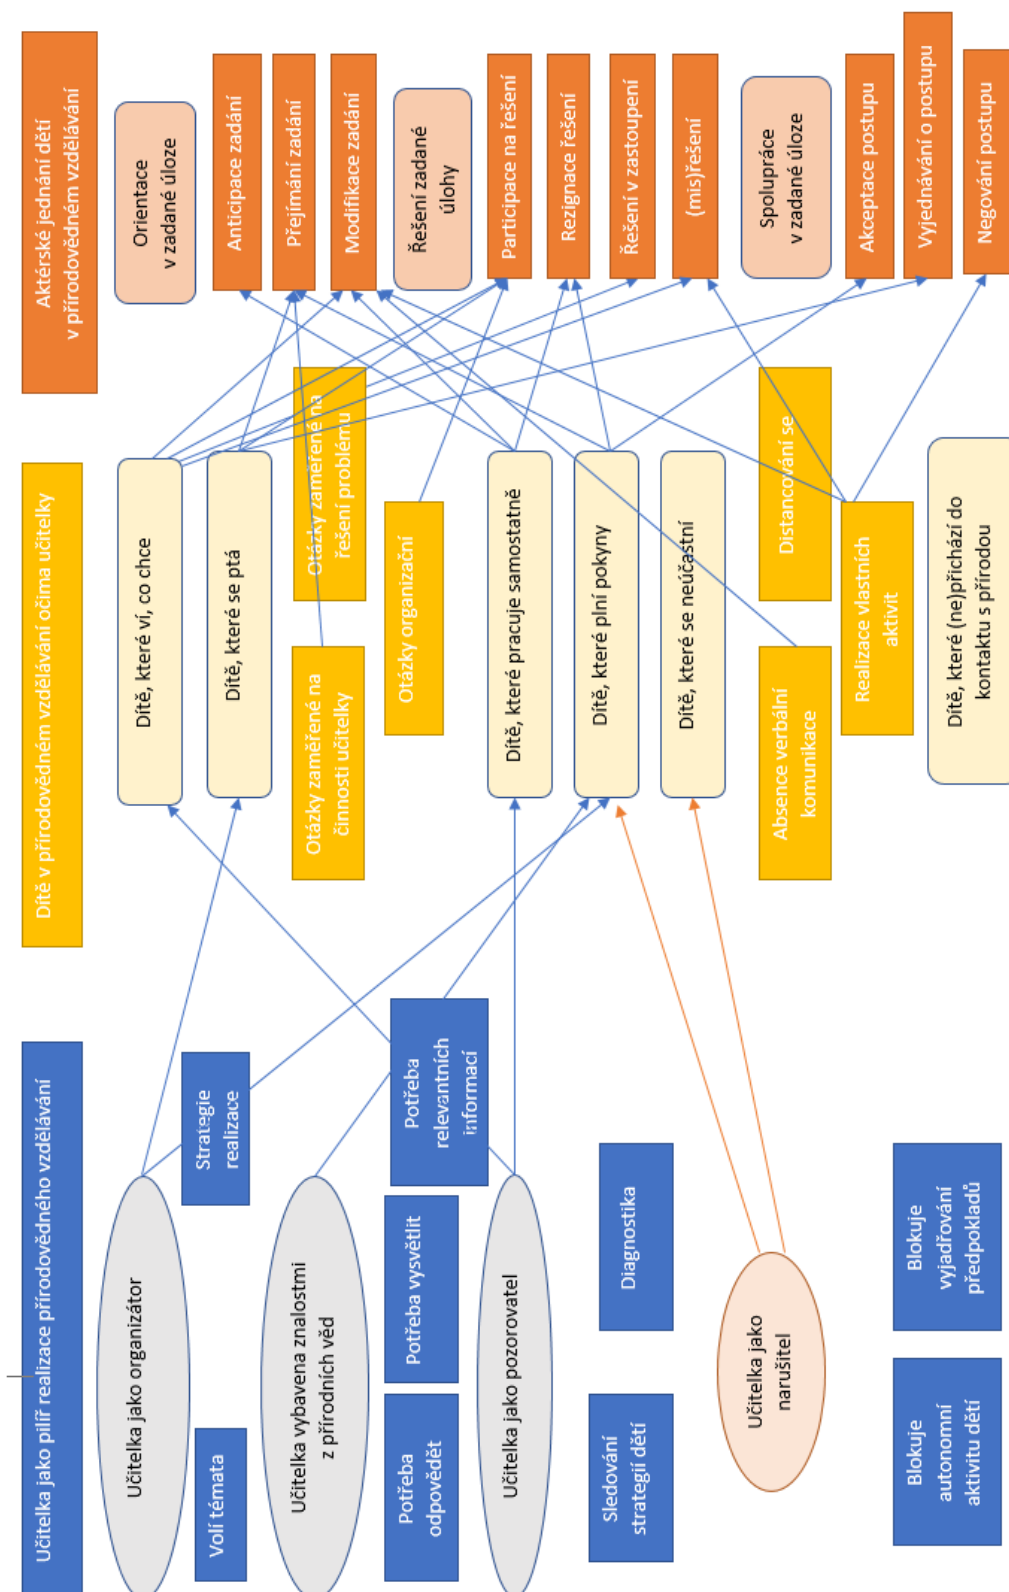 Učitelka jako pilíř realizace přírodovědného vzdělávání
Učitelka jako organizátor
Volí témata
Strategie
realizace
Učitelka vybavena znalostmi
z přírodních věd
Potřeba
odpovědět
Potřeba vysvětlit
Potřeba
relevantních
informací
Učitelka jako pozorovatel
Sledování
strategií dětí
Diagnostika
Učitelka jako
narušitel
Blokuje
autonomní
aktivitu dětí
Blokuje
vyjadřování
předpokladů
Dítě v přírodovědném vzdělávání očima učitelky
Dítě, které ví, co chce
Dítě, které se ptá
Otázky zaměřené na
činnosti učitelky
Otázky zaměřené na
řešení problému
Otázky organizační
Dítě, které pracuje samostatně
Dítě, které plní pokyny
Dítě, které se neúčastní
Absence verbální
komunikace
Distancování se
Realizace vlastních
aktivit
Dítě, které (ne)přichází do
kontaktu s přírodou
Aktérské jednání dětí
v přírodovědném vzdělávání
Orientace
v zadané úloze
Anticipace zadání
Přejímání zadání
Modifikace zadání
Řešení zadané
úlohy
Participace na řešení
Rezignace řešení
Řešení v zastoupení
(mis)řešení
Spolupráce
v zadané úloze
Akceptace postupu
Vyjednávání o postupu
Negování postupu